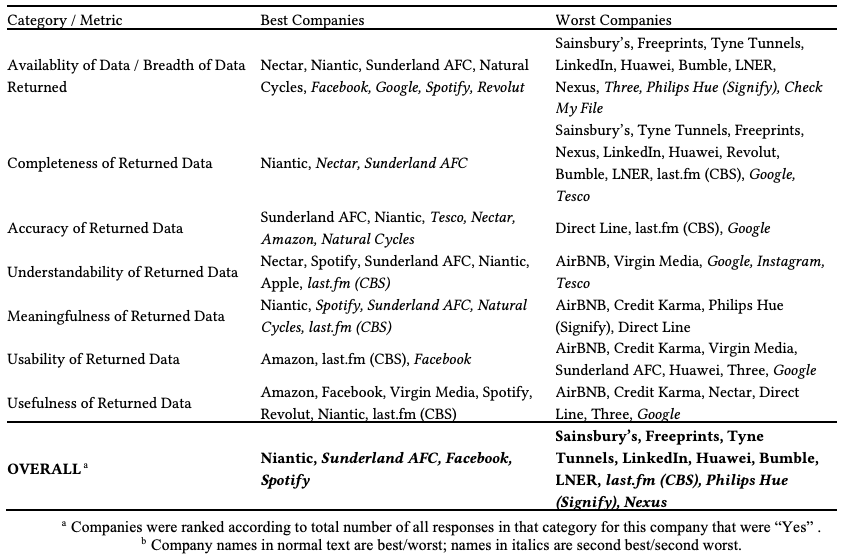 Category / Metric Best Companies Worst Companies
Availablity of Data / Breadth of Data Returned
Nectar, Niantic, Sunderland AFC, Natural
Cycles, Facebook, Google, Spotify, Revolut
Sainsbury's, Freeprints, Tyne Tunnels,
LinkedIn, Huawei, Bumble, LNER,
Nexus, Three, Philips Hue (Signify), Check
My File
Completeness of Returned Data
Niantic, Nectar, Sunderland AFC
Sainsbury's, Tyne Tunnels, Freeprints,
Nexus, LinkedIn, Huawei, Revolut,
Bumble, LNER, last.fm (CBS), Google,
Tesco
Accuracy of Returned Data
Sunderland AFC, Niantic, Tesco, Nectar,
Amazon, Natural Cycles
Direct Line, last.fm (CBS), Google
Understandability of Returned Data
Nectar, Spotify, Sunderland AFC, Niantic,
Apple, last.fm (CBS)
AirBNB, Virgin Media, Google, Instagram,
Tesco
Meaningfulness of Returned Data
Niantic, Spotify, Sunderland AFC, Natural
Cycles, last.fm (CBS)
AirBNB, Credit Karma, Philips Hue
(Signify), Direct Line
Usability of Returned Data
Amazon, last.fm (CBS), Facebook
AirBNB, Credit Karma, Virgin Media,
Sunderland AFC, Huawei, Three, Google
Usefulness of Returned Data
Amazon, Facebook, Virgin Media, Spotify,
Revolut, Niantic, last.fm (CBS)
AirBNB, Credit Karma, Nectar, Direct
Line, Three, Google
OVERALL a
Niantic, Sunderland AFC, Facebook,
Spotify
Sainsbury's, Freeprints, Tyne
Tunnels, LinkedIn, Huawei, Bumble,
LNER, last.fm (CBS), Philips Hue
(Signify), Nexus
a Companies were ranked according to total number of all responses in that category for this company that were "Yes" .
b Company names in normal text are best/worst; names in italics are second best/second worst.